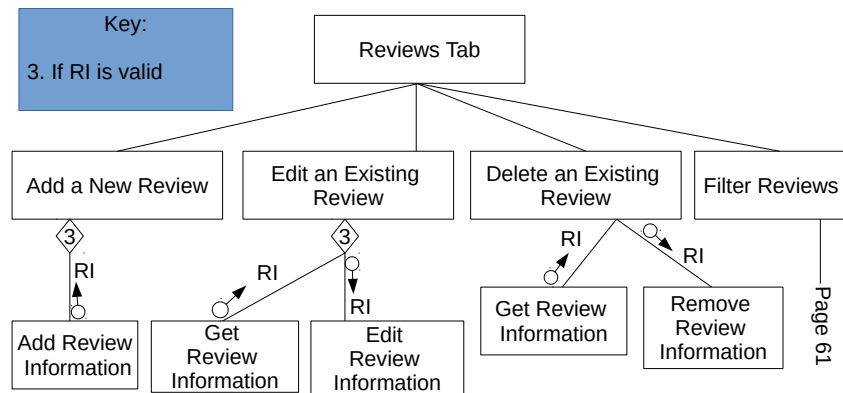 Key:
3. If RI is valid
Reviews Tab
Add a New Review
Edit an Existing
Review
Delete an Existing
Review
Filter Reviews
3
3
RI
RI
RI
RI
RI
Add Review
Information
Get
Review
Information
Edit
Review
Information
Get Review
Information
Remove
Review
Information
Page 61